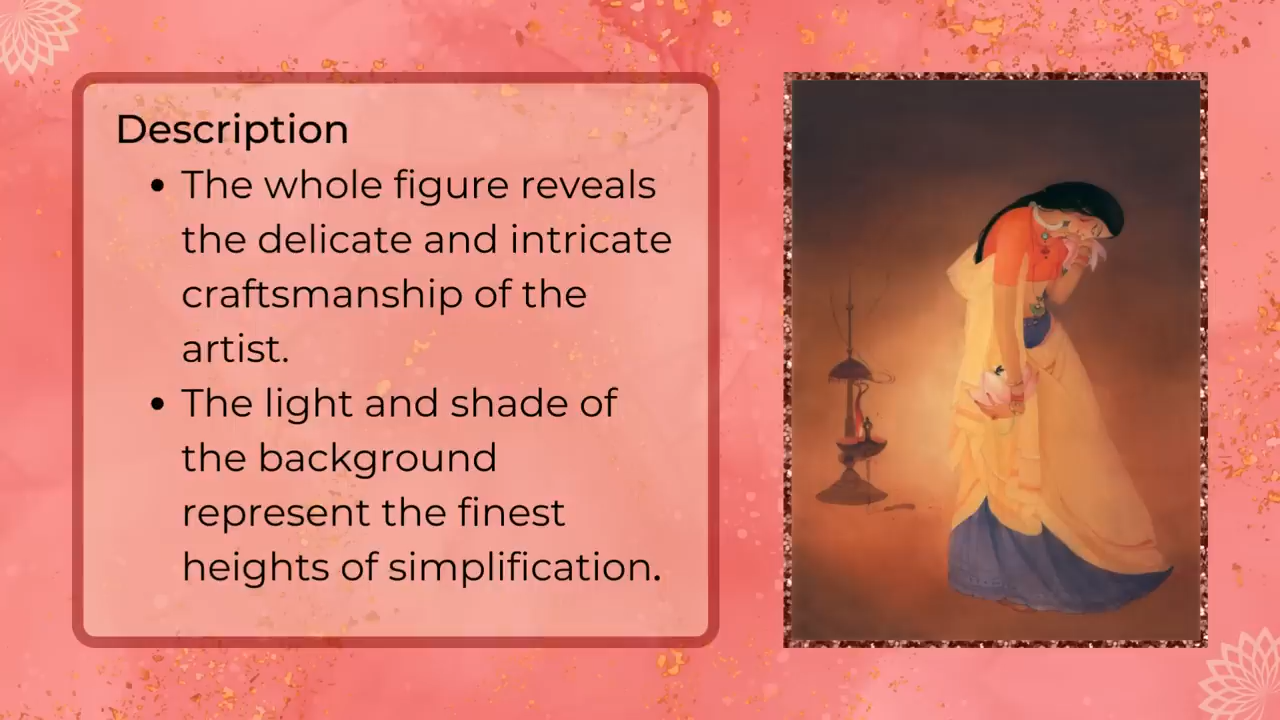 Description
• The whole figure reveals
the delicate and intricate
craftsmanship of the
artist.
• The light and shade of
the background
represent the finest
heights of simplification.